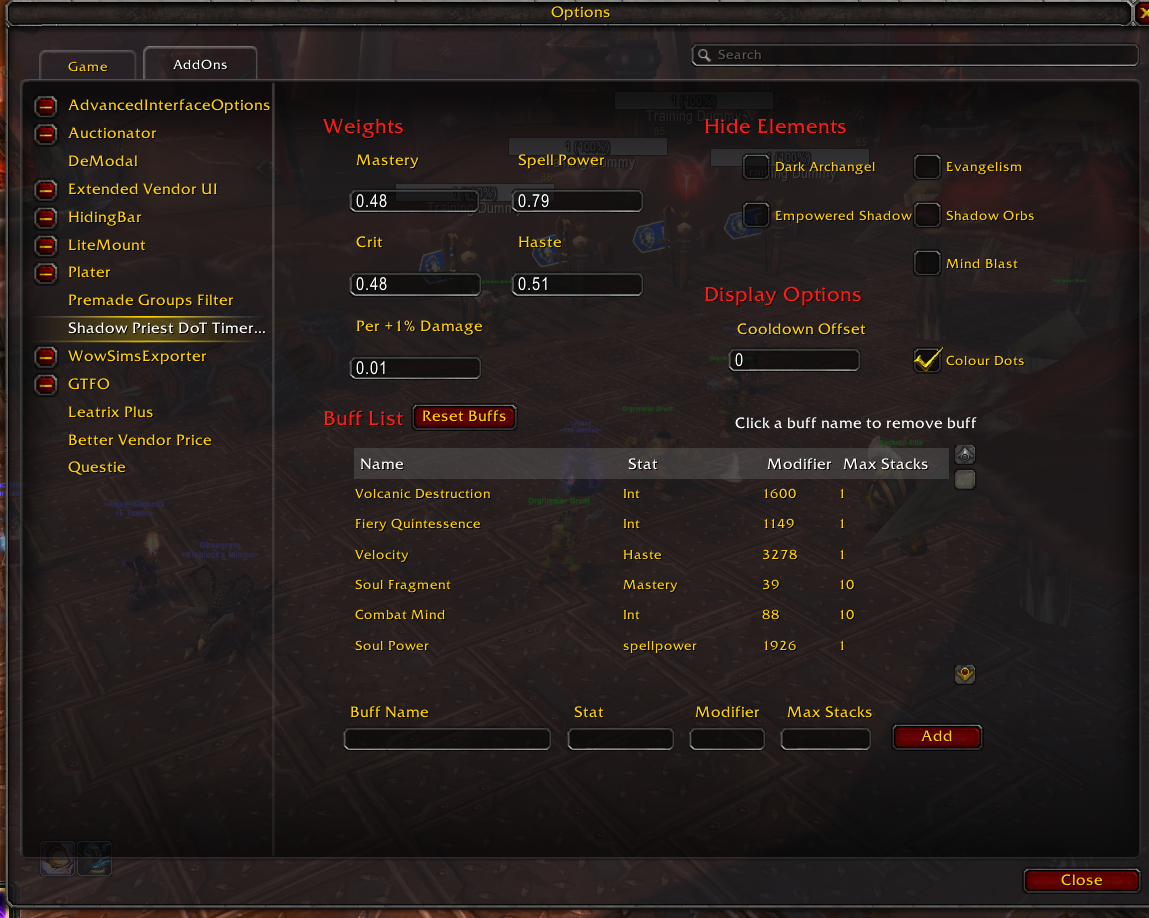 Options
Game
AddOns
Search
AdvancedInterfaceOptions
Auctionator
DeModal
Extended Vendor UI
HidingBar
LiteMount
Plater
Premade Groups Filter
Shadow Priest DoT Timer...
WowSimsExporter
GTFO
Leatrix Plus
Better Vendor Price
Questie
Weights
Mastery
Spell Power
0.48
0.79
Crit
Haste
0.48
0.51
Per +1% Damage
0.01
Hide Elements
Dark Archangel
Evangelism
Empowered Shadow
Shadow Orbs
Mind Blast
Display Options
Cooldown Offset
0
Colour Dots
Buff List
Reset Buffs
Click a buff name to remove buff
Name Stat Modifier Max Stacks
Volcanic Destruction Int 1600 1
Fiery Quintessence Int 1149 1
Velocity Haste 3278 1
Soul Fragment Mastery 39 10
Combat Mind Int 88 10
Soul Power spellpower 1926 1
Buff Name Stat Modifier Max Stacks
Add
Close